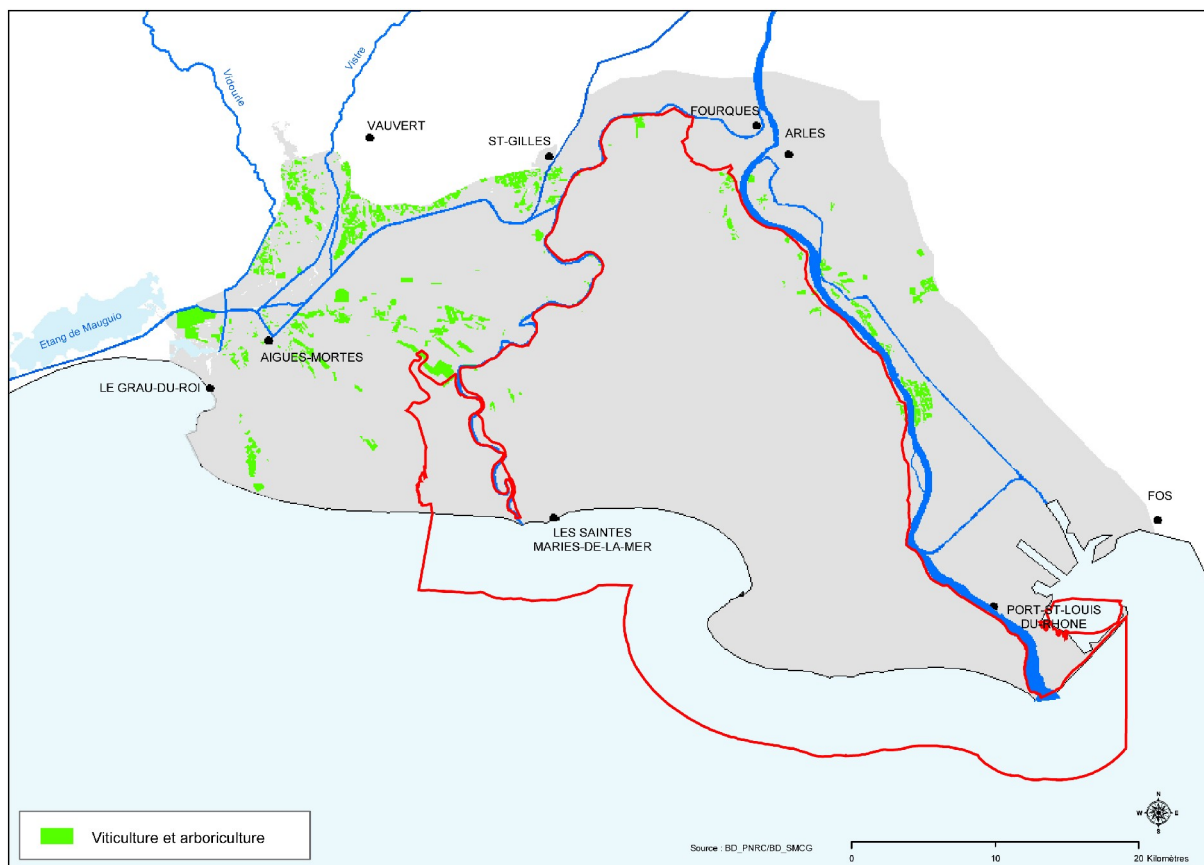 Vidourle
Vistre
VAUVERT
FOURQUES
ST-GILLES
ARLES
Etang de Mauguio
AIGUES-MORTES
LE GRAU-DU-ROI
FOS
LES SAINTES
MARIES-DE-LA-MER
PORT-ST-LOUIS
DU-RHONE
N
W E
S
Viticulture et arboriculture
Source : BD_PNRC/BD_SMCG
0 10 20 Kilomètres